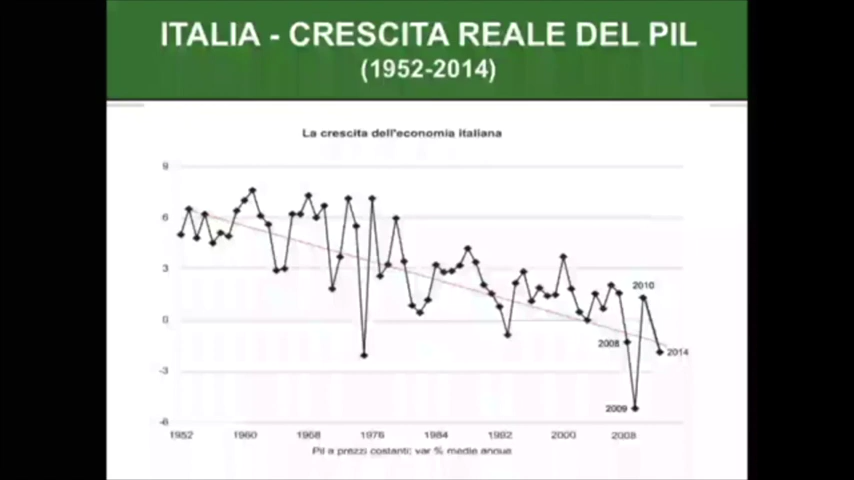 ITALIA - CRESCITA REALE DEL PIL
(1952-2014)
La crescita dell'economia italiana
9
6
3
0
-3
-6
2010
2008
2014
2009
1952 1960 1968 1976 1984 1992 2000 2008
Pil a prezzi costanti: var % medie annue